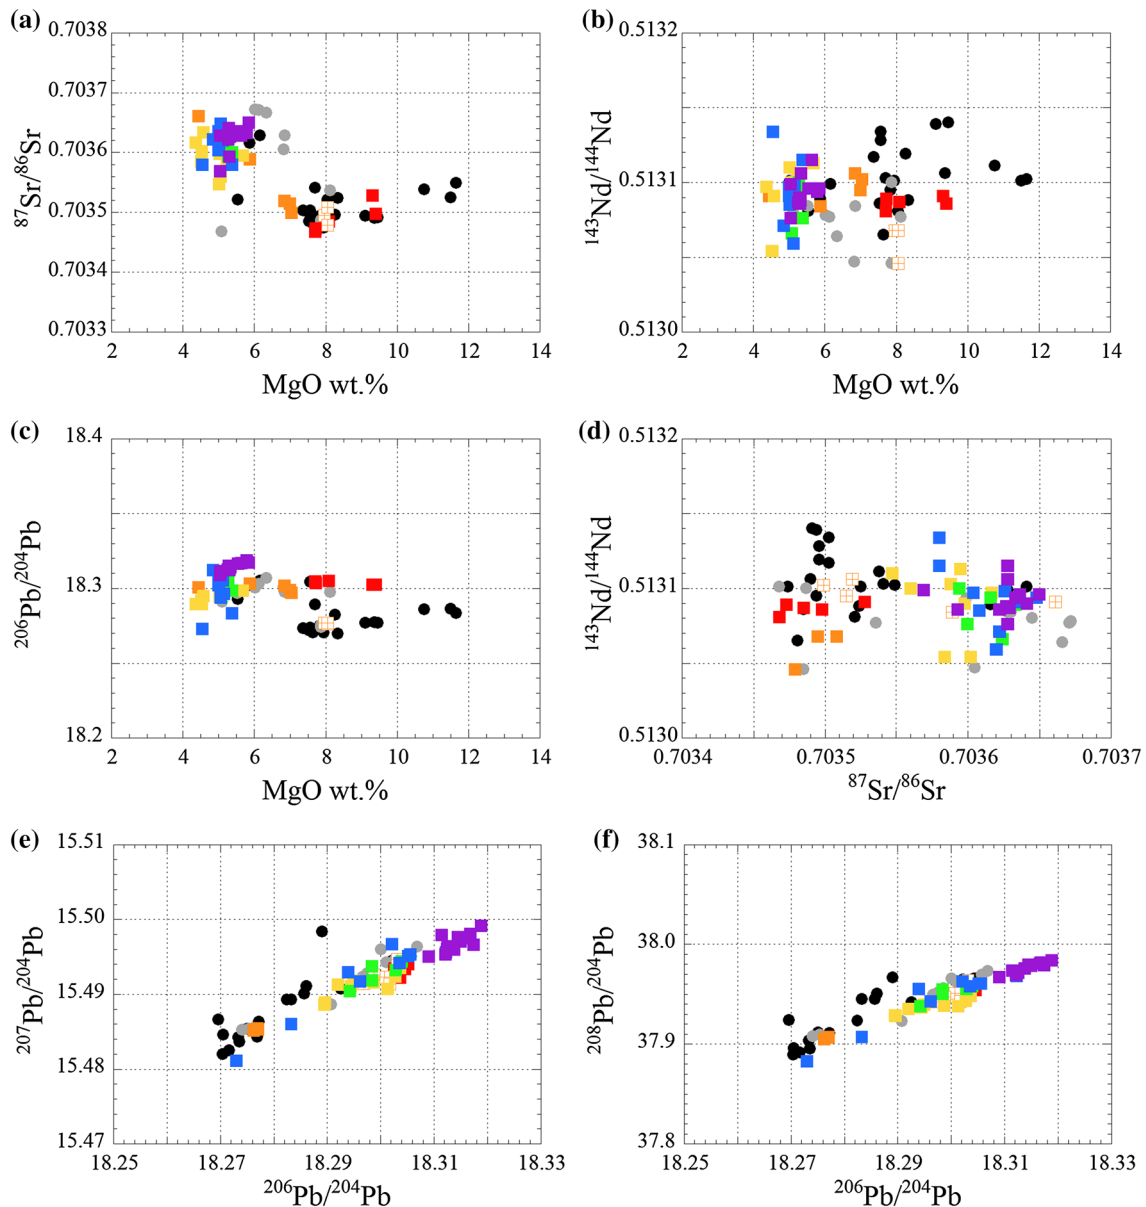 (a)
0.7038
0.7037
0.7036
0.7035
0.7034
0.7033
87Sr/86Sr
2 4 6 8 10 12 14
MgO wt.%
(b)
0.5132
0.5131
0.5130
143Nd/144Nd
2 4 6 8 10 12 14
MgO wt.%
(c)
18.4
18.3
18.2
206Pb/204Pb
2 4 6 8 10 12 14
MgO wt.%
(d)
0.5132
0.5131
0.5130
143Nd/144Nd
0.7034 0.7035 0.7036 0.7037
87Sr/86Sr
(e)
15.51
15.50
15.49
15.48
15.47
207Pb/204Pb
18.25 18.27 18.29 18.31 18.33
206Pb/204Pb
(f)
38.1
38.0
37.9
37.8
208Pb/204Pb
18.25 18.27 18.29 18.31 18.33
206Pb/204Pb